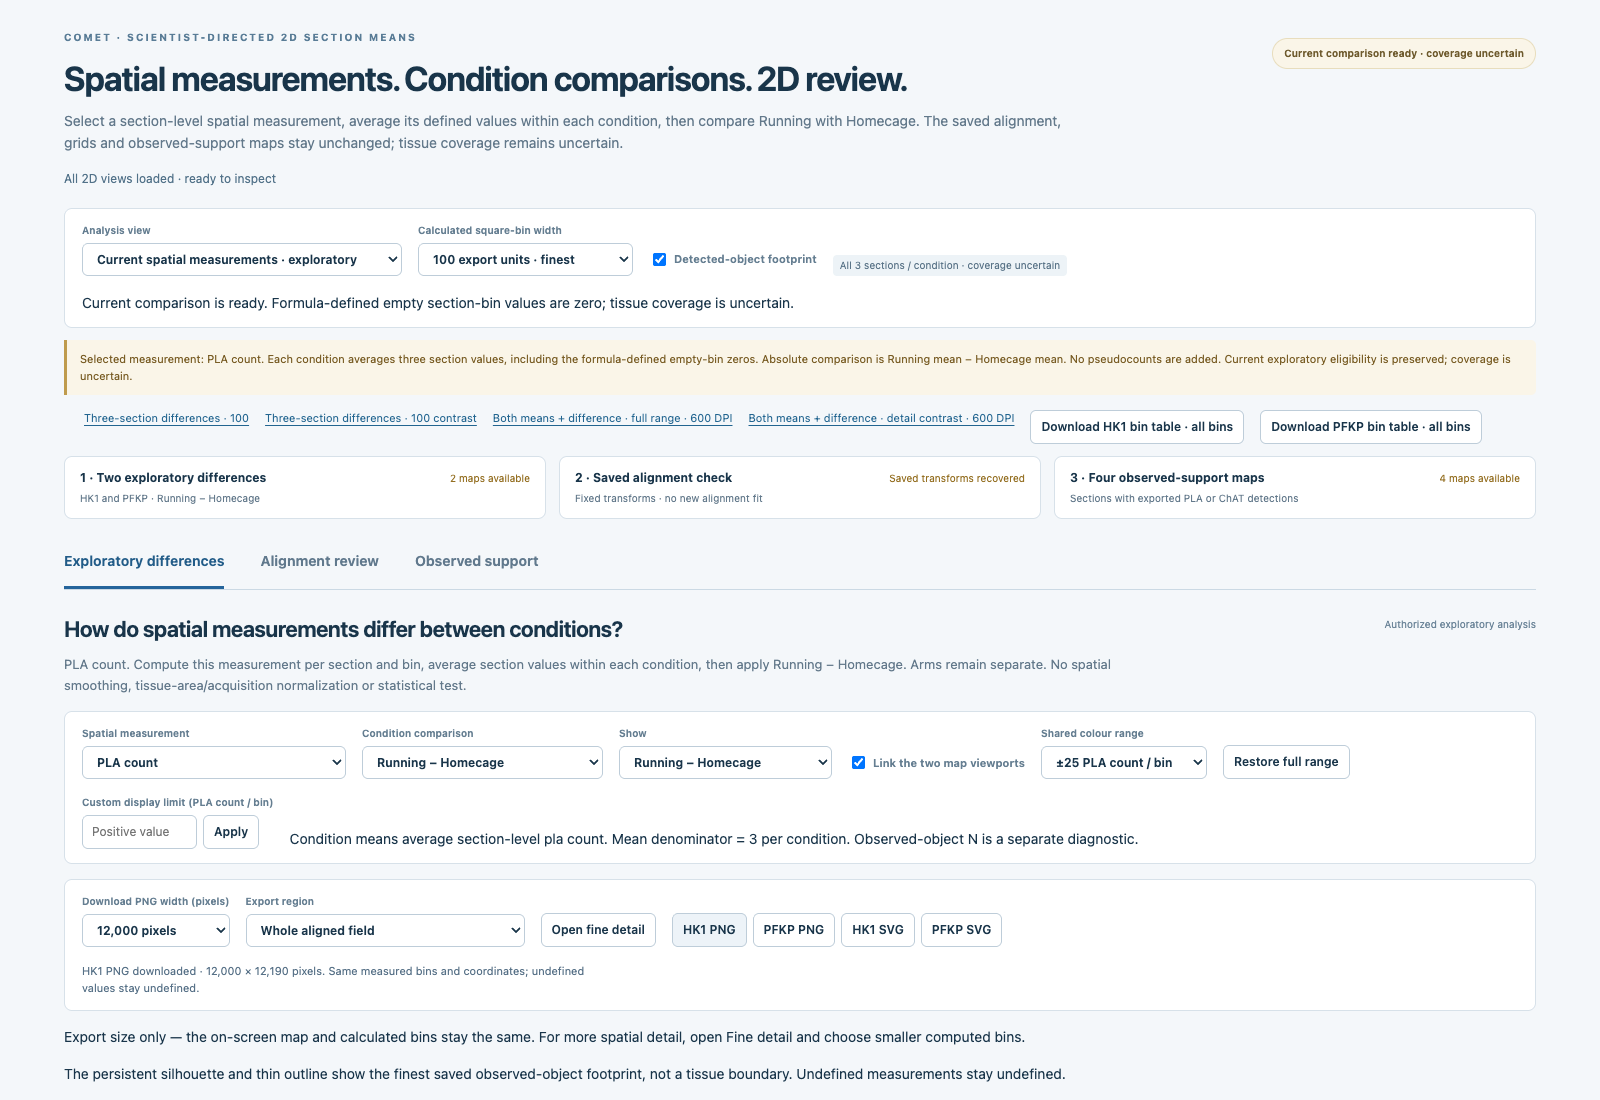 COMET · SCIENTIST-DIRECTED 2D SECTION MEANS
Current comparison ready · coverage uncertain
Spatial measurements. Condition comparisons. 2D review.
Select a section-level spatial measurement, average its defined values within each condition, then compare Running with Homecage. The saved alignment,
grids and observed-support maps stay unchanged; tissue coverage remains uncertain.
All 2D views loaded · ready to inspect
Analysis view
Calculated square-bin width
Current spatial measurements · exploratory
100 export units · finest
Detected-object footprint
All 3 sections / condition · coverage uncertain
Current comparison is ready. Formula-defined empty section-bin values are zero; tissue coverage is uncertain.
Selected measurement: PLA count. Each condition averages three section values, including the formula-defined empty-bin zeros. Absolute comparison is Running mean − Homecage mean. No pseudocounts are added. Current exploratory eligibility is preserved; coverage is
uncertain.
Three-section differences · 100
Three-section differences · 100 contrast
Both means + difference · full range · 600 DPI
Both means + difference · detail contrast · 600 DPI
Download HK1 bin table · all bins
Download PFKP bin table · all bins
1 · Two exploratory differences
2 maps available
HK1 and PFKP · Running − Homecage
2 · Saved alignment check
Saved transforms recovered
Fixed transforms · no new alignment fit
3 · Four observed-support maps
4 maps available
Sections with exported PLA or ChAT detections
Exploratory differences
Alignment review
Observed support
How do spatial measurements differ between conditions?
Authorized exploratory analysis
PLA count. Compute this measurement per section and bin, average section values within each condition, then apply Running − Homecage. Arms remain separate. No spatial
smoothing, tissue-area/acquisition normalization or statistical test.
Spatial measurement
Condition comparison
Show
Shared colour range
PLA count
Running − Homecage
Running − Homecage
Link the two map viewports
±25 PLA count / bin
Restore full range
Custom display limit (PLA count / bin)
Positive value
Apply
Condition means average section-level pla count. Mean denominator = 3 per condition. Observed-object N is a separate diagnostic.
Download PNG width (pixels)
Export region
12,000 pixels
Whole aligned field
Open fine detail
HK1 PNG
PFKP PNG
HK1 SVG
PFKP SVG
HK1 PNG downloaded · 12,000 × 12,190 pixels. Same measured bins and coordinates; undefined
values stay undefined.
Export size only — the on-screen map and calculated bins stay the same. For more spatial detail, open Fine detail and choose smaller computed bins.
The persistent silhouette and thin outline show the finest saved observed-object footprint, not a tissue boundary. Undefined measurements stay undefined.